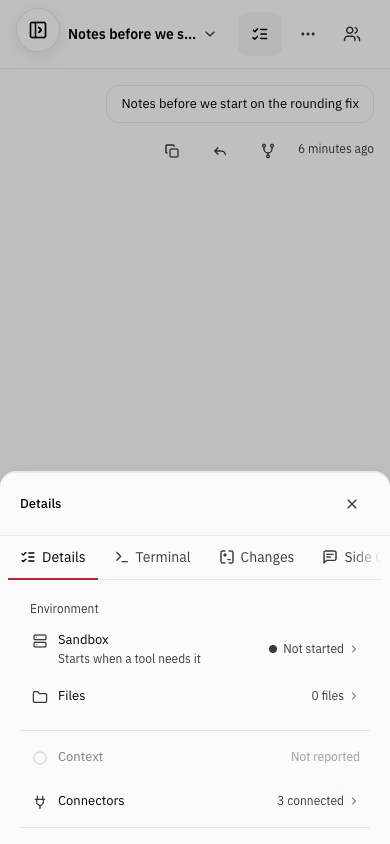 Notes before we s...
Notes before we start on the rounding fix
6 minutes ago
Details
Details
Terminal
Changes
Side
Environment
Sandbox
Starts when a tool needs it
Not started
Files
0 files
Context
Not reported
Connectors
3 connected